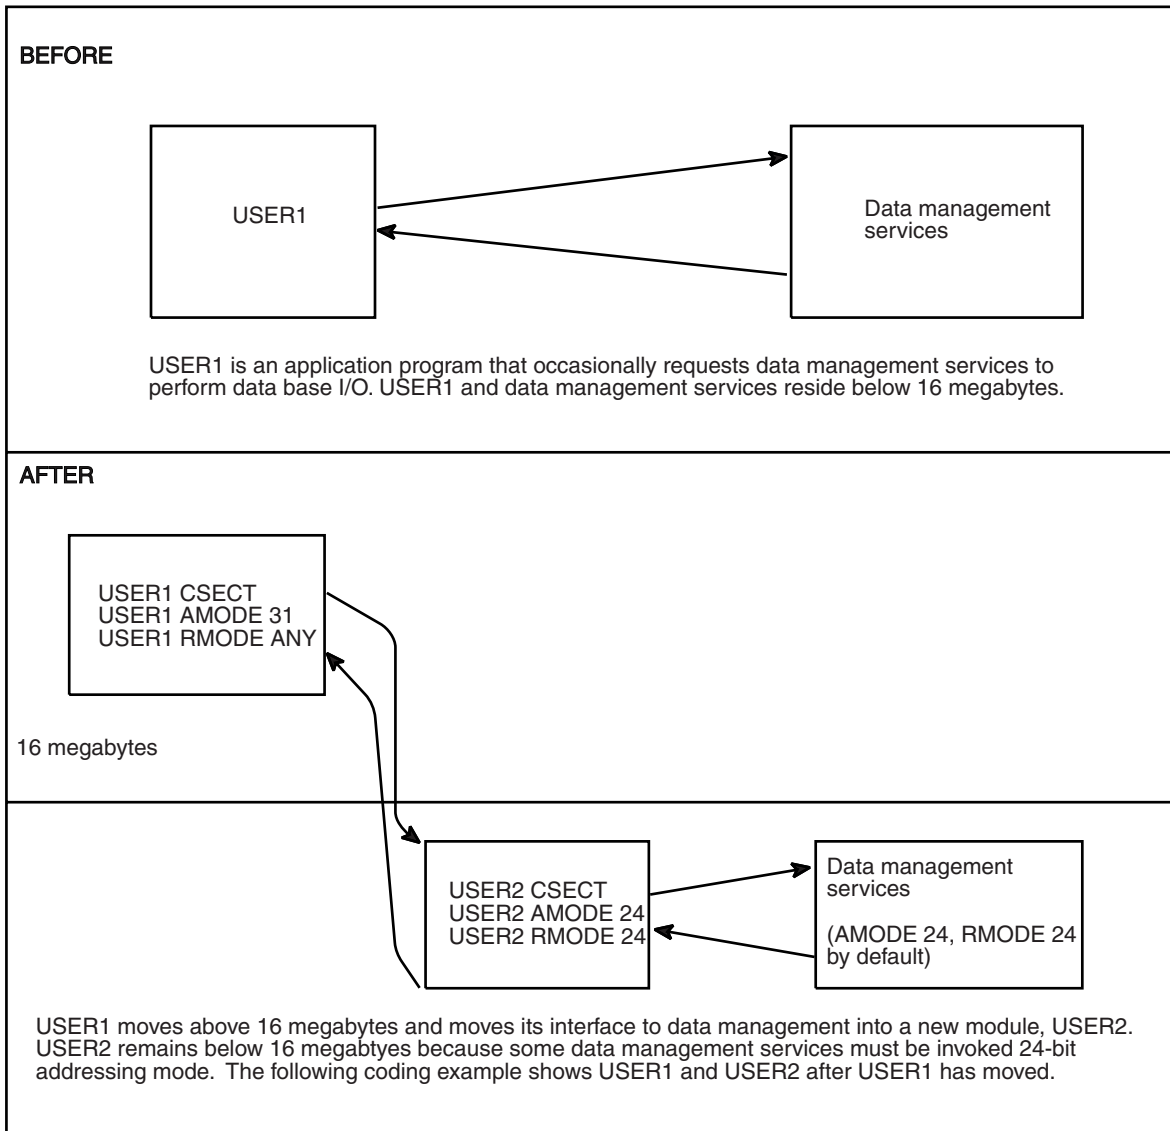 BEFORE
USER1
Data management
services
USER1 is an application program that occasionally requests data management services to
perform data base I/O. USER1 and data management services reside below 16 megabytes.
AFTER
USER1 CSECT
USER1 AMODE 31
USER1 RMODE ANY
16 megabytes
USER2 CSECT
USER2 AMODE 24
USER2 RMODE 24
Data management
services
(AMODE 24, RMODE 24
by default)
USER1 moves above 16 megabytes and moves its interface to data management into a new module, USER2.
USER2 remains below 16 megabtyes because some data management services must be invoked 24-bit
addressing mode. The following coding example shows USER1 and USER2 after USER1 has moved.